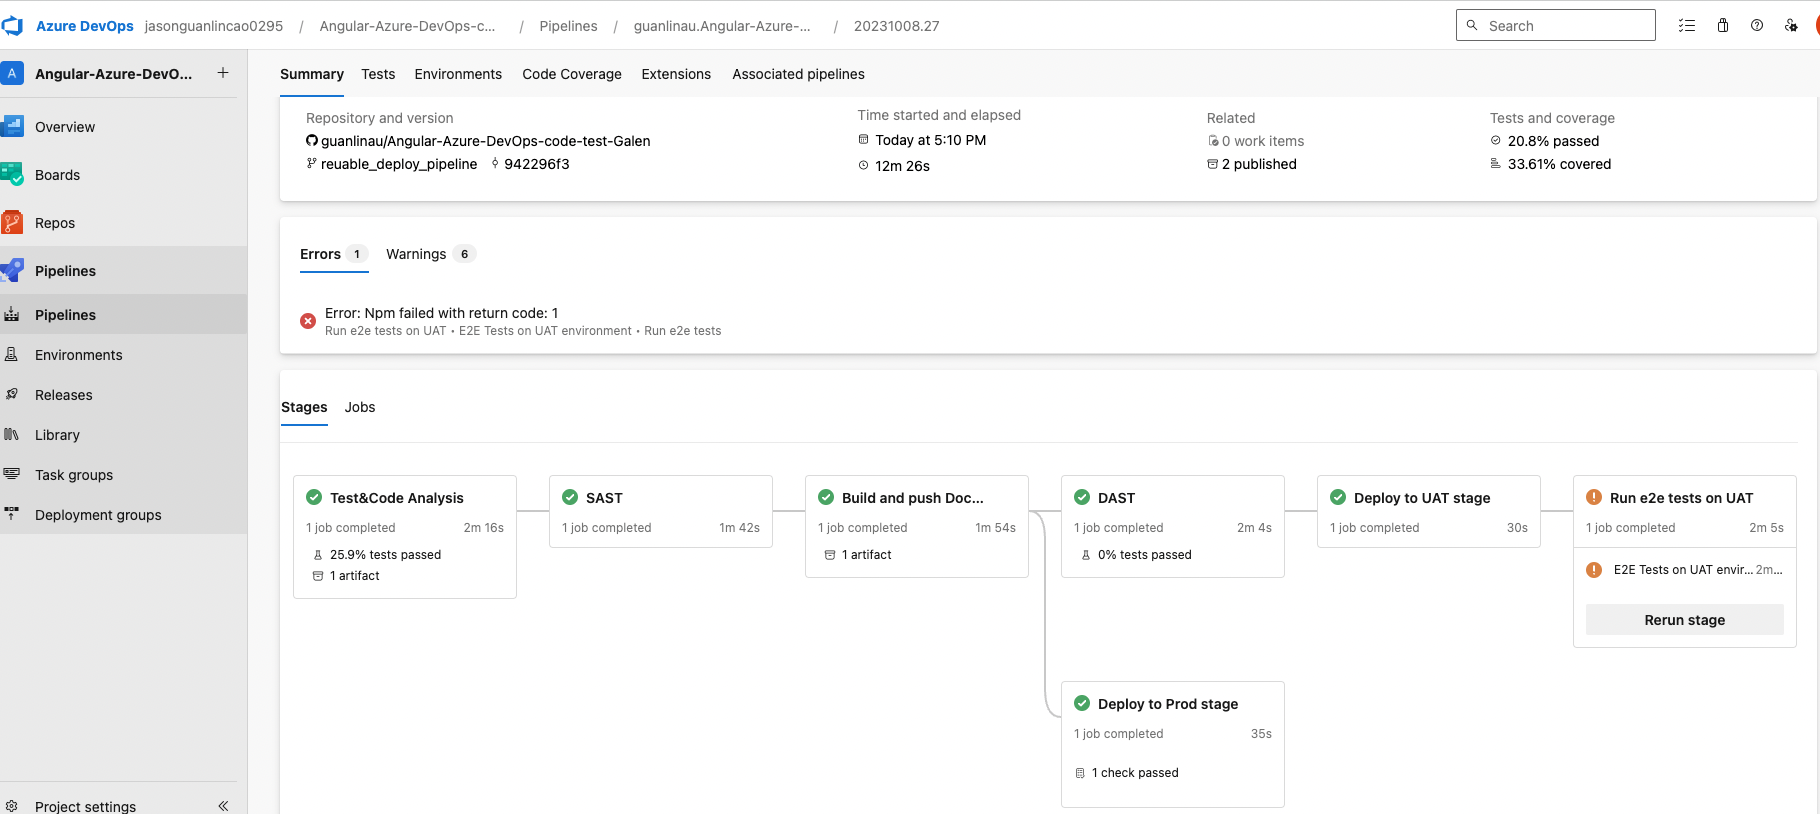 Azure DevOps jasonguanlincao0295 / Angular-Azure-DevOps-c... / Pipelines / guanlinau.Angular-Azure-... / 20231008.27
Search
A Angular-Azure-DevO... +
Overview
Boards
Repos
Pipelines
Pipelines
Environments
Releases
Library
Task groups
Deployment groups
Project settings
Summary Tests Environments Code Coverage Extensions Associated pipelines
Repository and version
guanlinau/Angular-Azure-DevOps-code-test-Galen
reuable_deploy_pipeline 942296f3
Time started and elapsed
Today at 5:10 PM
12m 26s
Related
0 work items
2 published
Tests and coverage
20.8% passed
33.61% covered
Errors 1 Warnings 6
Error: Npm failed with return code: 1
Run e2e tests on UAT • E2E Tests on UAT environment • Run e2e tests
Stages Jobs
Test&Code Analysis
1 job completed 2m 16s
25.9% tests passed
1 artifact
SAST
1 job completed 1m 42s
Build and push Doc...
1 job completed 1m 54s
1 artifact
DAST
1 job completed 2m 4s
0% tests passed
Deploy to UAT stage
1 job completed 30s
Run e2e tests on UAT
1 job completed 2m 5s
E2E Tests on UAT envir... 2m...
Rerun stage
Deploy to Prod stage
1 job completed 35s
1 check passed